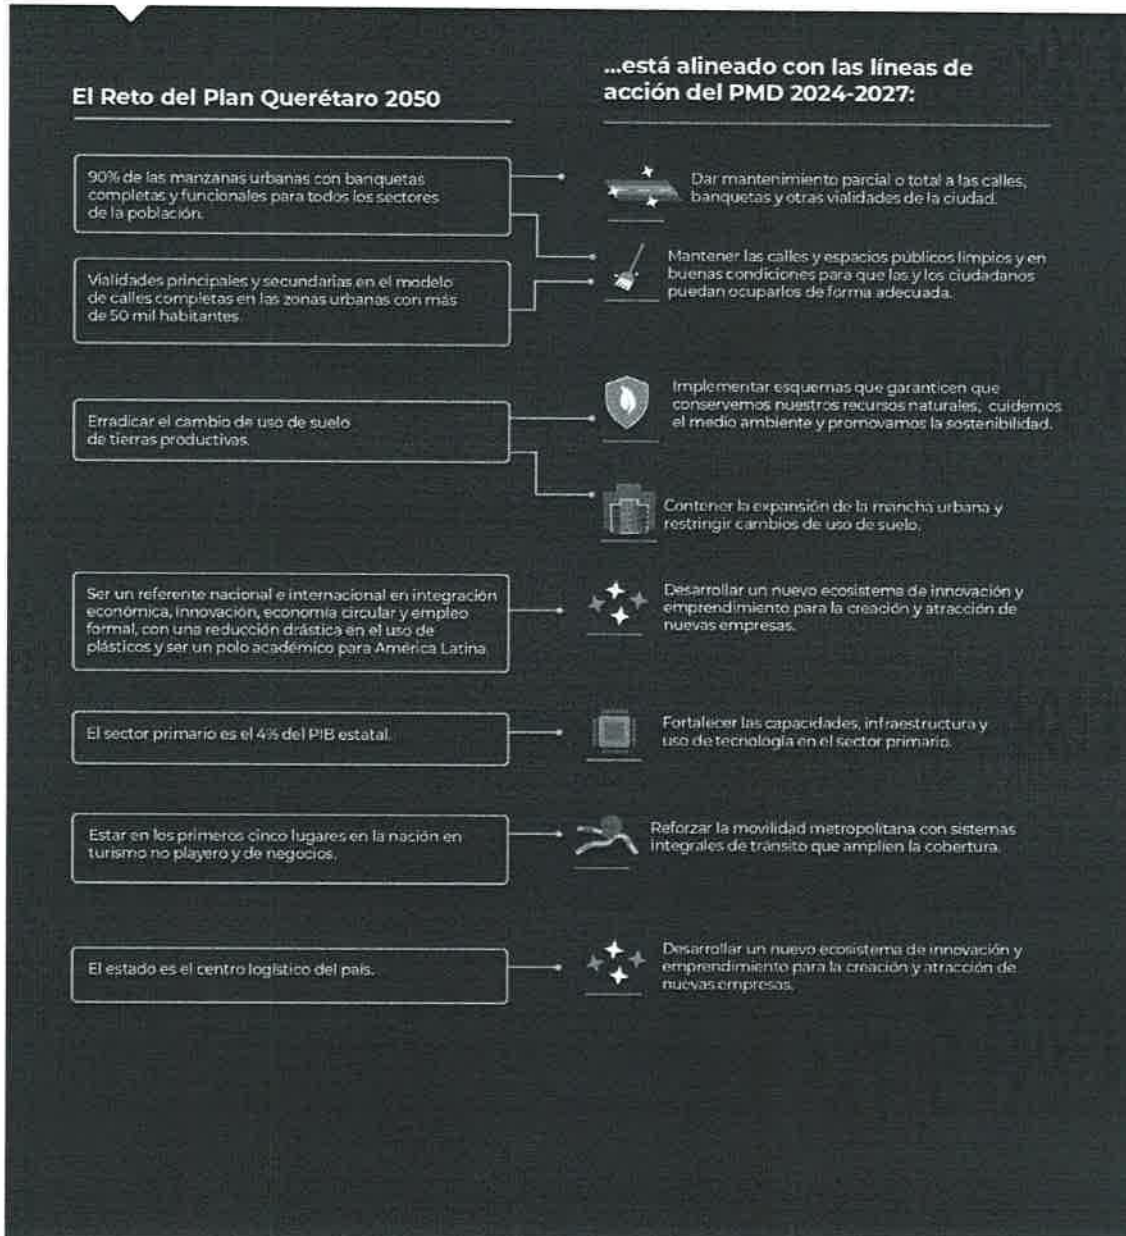 El Reto del Plan Querétaro 2050
...está alineado con las líneas de
acción del PMD 2024-2027:
90% de las manzanas urbanas con banquetas
completas y funcionales para todos los sectores
de la población.
Dar mantenimiento parcial o total a las calles,
banquetas y otras vialidades de la ciudad.
Vialidades principales y secundarias en el modelo
de calles completas en las zonas urbanas con más
de 50 mil habitantes.
Mantener las calles y espacios públicos limpios y en
buenas condiciones para que las y los ciudadanos
puedan ocuparlos de forma adecuada.
Erradicar el cambio de uso de suelo
de tierras productivas.
Implementar esquemas que garanticen que
conservemos nuestros recursos naturales, cuidemos
el medio ambiente y promovamos la sostenibilidad.
Contener la expansión de la mancha urbana y
restringir cambios de uso de suelo.
Ser un referente nacional e internacional en integración
económica, innovación, economía circular y empleo
formal, con una reducción drástica en el uso de
plásticos y ser un polo académico para América Latina.
Desarrollar un nuevo ecosistema de innovación y
emprendimiento para la creación y atracción de
nuevas empresas.
El sector primario es el 4% del PIB estatal.
Fortalecer las capacidades, infraestructura y
uso de tecnología en el sector primario.
Estar en los primeros cinco lugares en la nación en
turismo no playero y de negocios.
Reforzar la movilidad metropolitana con sistemas
integrales de tránsito que amplíen la cobertura.
El estado es el centro logístico del país.
Desarrollar un nuevo ecosistema de innovación y
emprendimiento para la creación y atracción de
nuevas empresas.